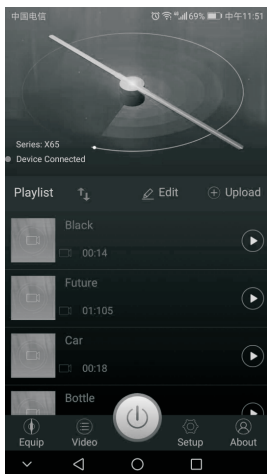 中国电信 4G 69% 中午11:51
Series: X65
Device Connected
Playlist Edit Upload
Black
00:14
Future
01:105
Car
00:18
Bottle
Equip Video Setup About